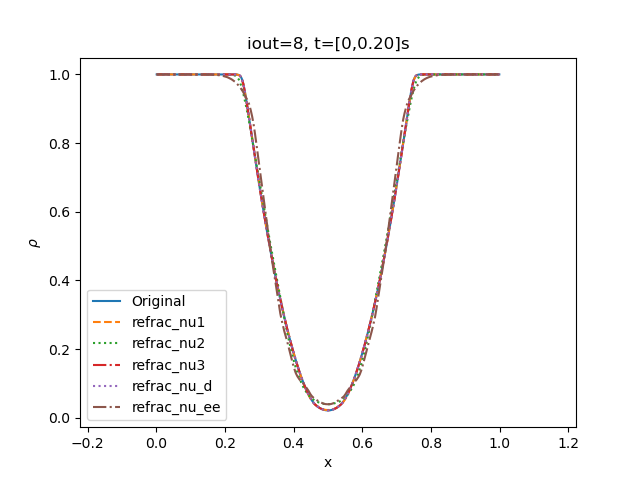 iout=8, t=[0,0.20]s
1.0
0.8
0.6
0.4
0.2
0.0
ρ
Original
refrac_nu1
refrac_nu2
refrac_nu3
refrac_nu_d
refrac_nu_ee
−0.2 0.0 0.2 0.4 0.6 0.8 1.0 1.2
x